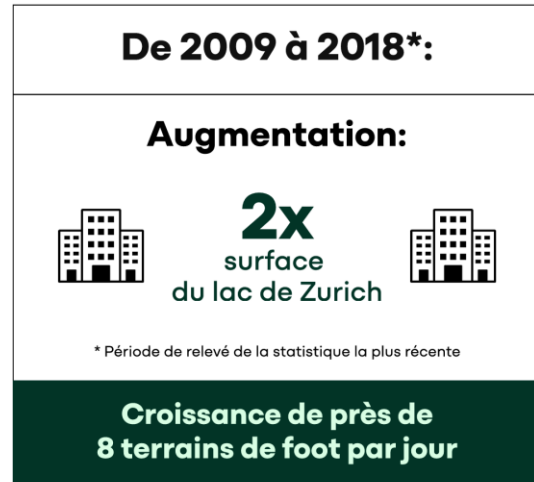 De 2009 à 2018*:
Augmentation:
2x
surface
du lac de Zurich
* Période de relevé de la statistique la plus récente
Croissance de près de
8 terrains de foot par jour